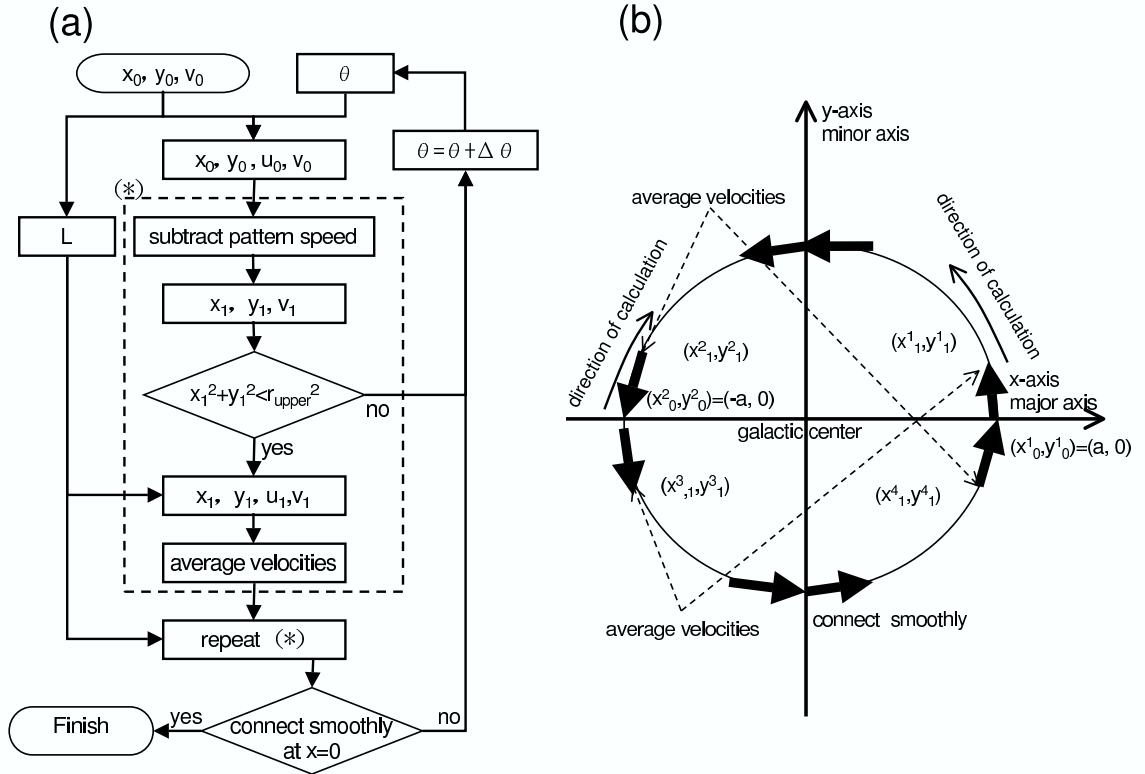 (a)
x₀, y₀, v₀
θ
θ = θ + Δ θ
x₀, y₀, u₀, v₀
(*)
L
subtract pattern speed
x₁, y₁, v₁
x₁²+y₁²<r_upper²
no
yes
x₁, y₁, u₁, v₁
average velocities
repeat (*)
connect smoothly
at x=0
yes
no
Finish
(b)
y-axis
minor axis
average velocities
direction of calculation
direction of calculation
(x²₁,y²₁)
(x¹₁,y¹₁)
(x²₀,y²₀)=(-a, 0)
x-axis
major axis
galactic center
(x¹₀,y¹₀)=(a, 0)
(x³,₁,y³₁)
(x⁴₁,y⁴₁)
average velocities
connect smoothly